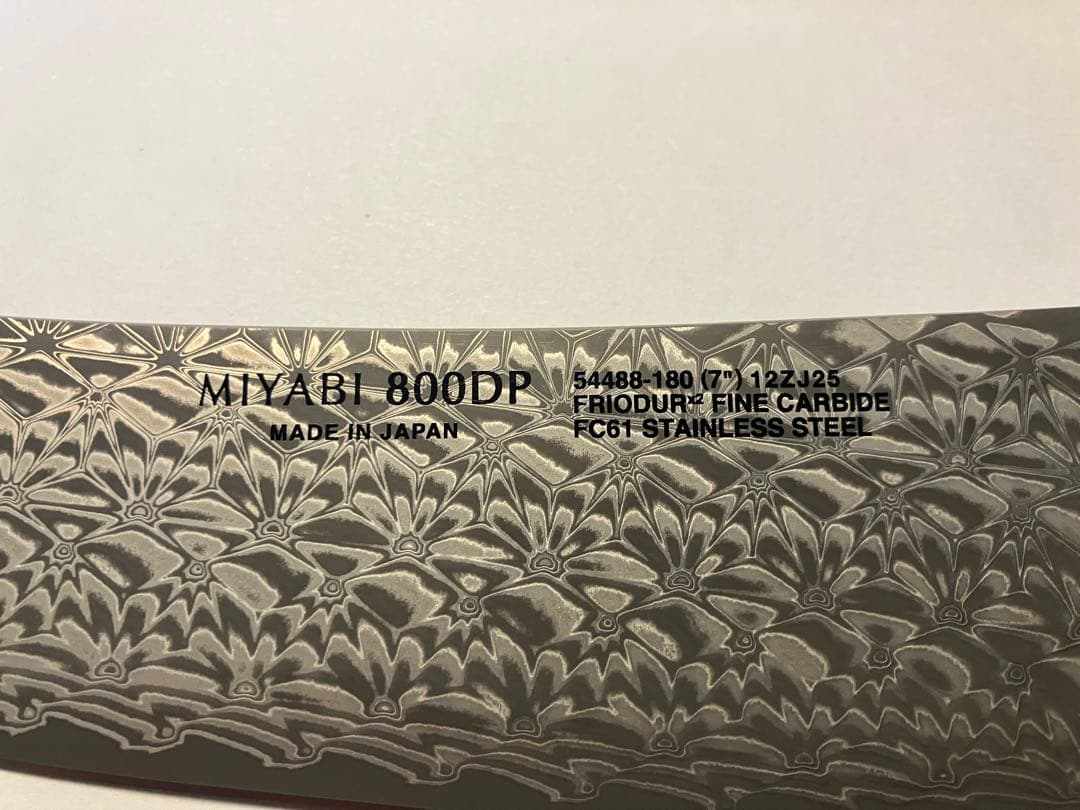 MIYABI 800DP
MADE IN JAPAN
54488-180 (7") 12ZJ25
FRIODURx2 FINE CARBIDE
FC61 STAINLESS STEEL